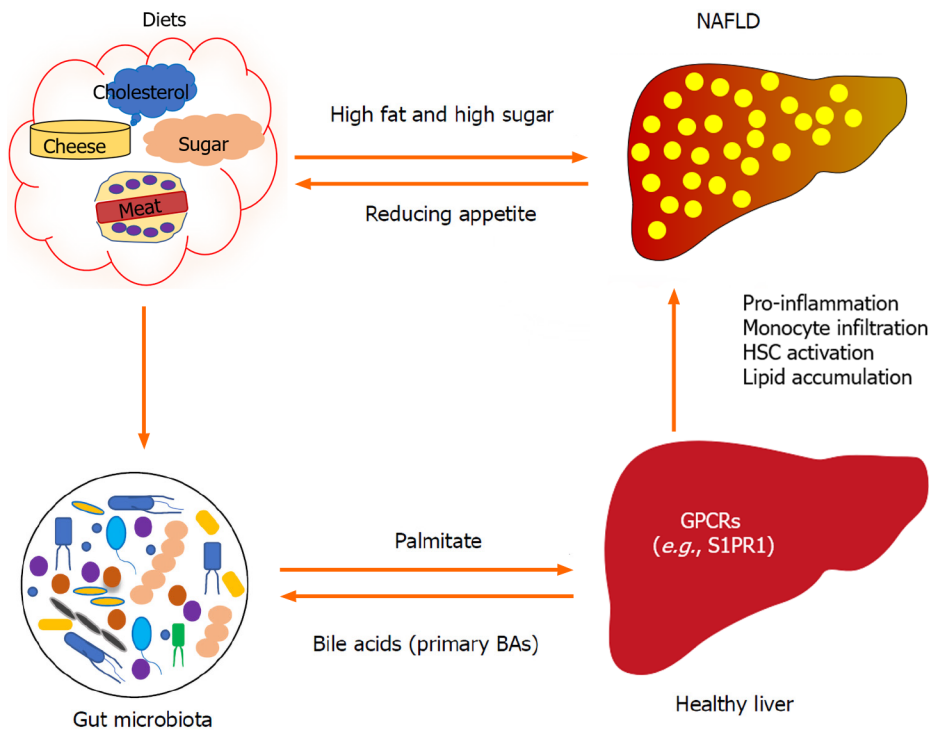 Diets
NAFLD
Cholesterol
Cheese
Sugar
Meat
High fat and high sugar
Reducing appetite
Pro-inflammation
Monocyte infiltration
HSC activation
Lipid accumulation
GPCRs
(e.g., S1PR1)
Palmitate
Bile acids (primary BAs)
Gut microbiota
Healthy liver